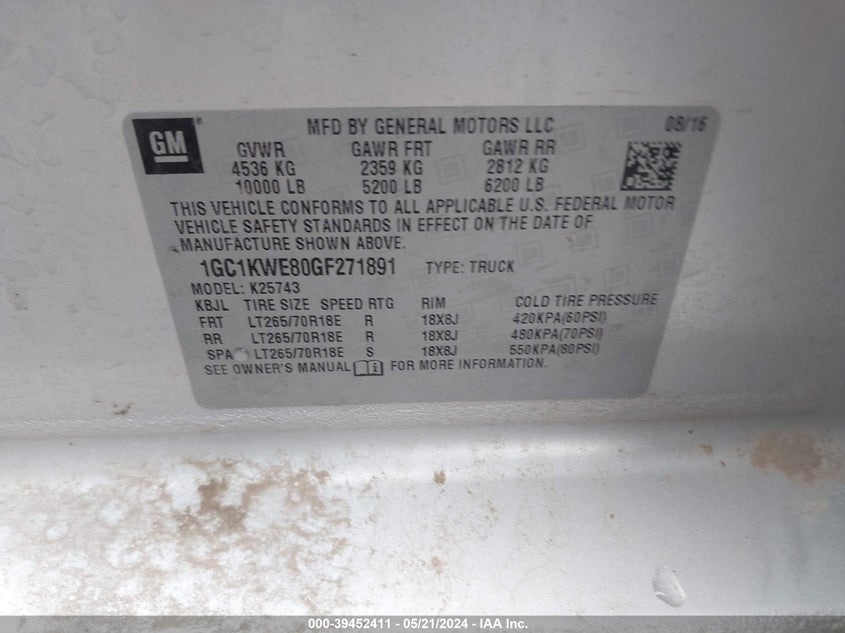 GM ®
MFD BY GENERAL MOTORS LLC 08/16
GVWR GAWR FRT GAWR RR
4536 KG 2359 KG 2812 KG
10000 LB 5200 LB 6200 LB
THIS VEHICLE CONFORMS TO ALL APPLICABLE U.S. FEDERAL MOTOR
VEHICLE SAFETY STANDARDS IN EFFECT ON THE DATE OF
MANUFACTURE SHOWN ABOVE.
1GC1KWE80GF271891 TYPE: TRUCK
MODEL: K25743
KBJL TIRE SIZE SPEED RTG RIM COLD TIRE PRESSURE
FRT LT265/70R18E R 18X8J 420KPA(60PSI)
RR LT265/70R18E R 18X8J 480KPA(70PSI)
SPA LT265/70R18E S 18X8J 550KPA(80PSI)
SEE OWNER'S MANUAL FOR MORE INFORMATION.
000-39452411 - 05/21/2024 - IAA Inc.